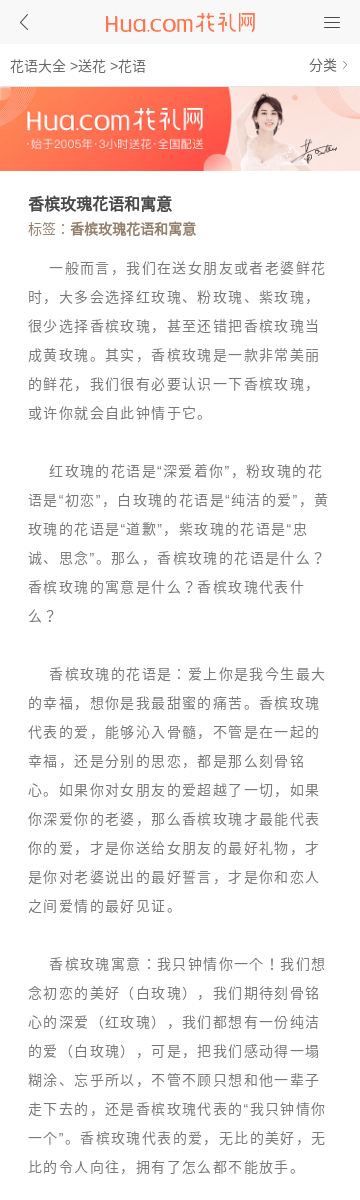 Hua.com花礼网
花语大全 >送花 >花语
分类
Hua.com花礼网
·始于2005年·3小时送花·全国配送
香槟玫瑰花语和寓意
标签：香槟玫瑰花语和寓意
一般而言，我们在送女朋友或者老婆鲜花
时，大多会选择红玫瑰、粉玫瑰、紫玫瑰，
很少选择香槟玫瑰，甚至还错把香槟玫瑰当
成黄玫瑰。其实，香槟玫瑰是一款非常美丽
的鲜花，我们很有必要认识一下香槟玫瑰，
或许你就会自此钟情于它。
红玫瑰的花语是“深爱着你”，粉玫瑰的花
语是“初恋”，白玫瑰的花语是“纯洁的爱”，黄
玫瑰的花语是“道歉”，紫玫瑰的花语是“忠
诚、思念”。那么，香槟玫瑰的花语是什么？
香槟玫瑰的寓意是什么？香槟玫瑰代表什
么？
香槟玫瑰的花语是：爱上你是我今生最大
的幸福，想你是我最甜蜜的痛苦。香槟玫瑰
代表的爱，能够沁入骨髓，不管是在一起的
幸福，还是分别的思恋，都是那么刻骨铭
心。如果你对女朋友的爱超越了一切，如果
你深爱你的老婆，那么香槟玫瑰才最能代表
你的爱，才是你送给女朋友的最好礼物，才
是你对老婆说出的最好誓言，才是你和恋人
之间爱情的最好见证。
香槟玫瑰寓意：我只钟情你一个！我们想
念初恋的美好（白玫瑰），我们期待刻骨铭
心的深爱（红玫瑰），我们都想有一份纯洁
的爱（白玫瑰），可是，把我们感动得一塌
糊涂、忘乎所以，不管不顾只想和他一辈子
走下去的，还是香槟玫瑰代表的“我只钟情你
一个”。香槟玫瑰代表的爱，无比的美好，无
比的令人向往，拥有了怎么都不能放手。